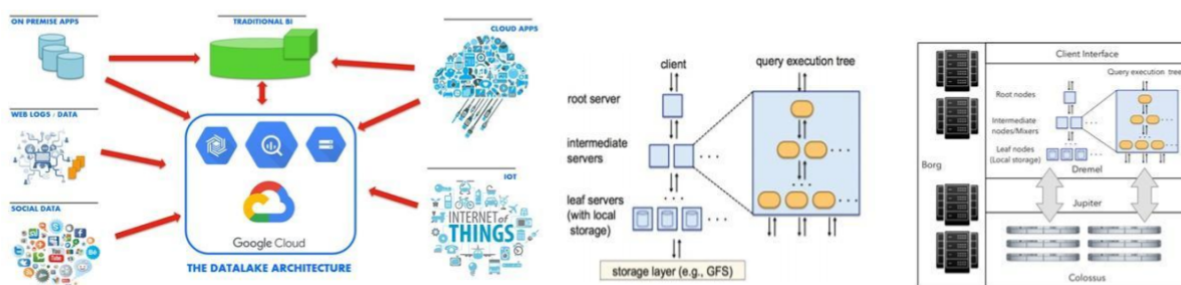 ON PREMISE APPS
TRADITIONAL BI
CLOUD APPS
WEB LOGS / DATA
SOCIAL DATA
IOT
INTERNET of
THINGS
Google Cloud
THE DATALAKE ARCHITECTURE
client
query execution tree
root server
intermediate
servers
leaf servers
(with local
storage)
storage layer (e.g., GFS)
Borg
Client Interface
Query execution tree
Root nodes
Intermediate
nodes/Mixers
Leaf nodes
(Local storage)
Dremel
Jupiter
Colossus